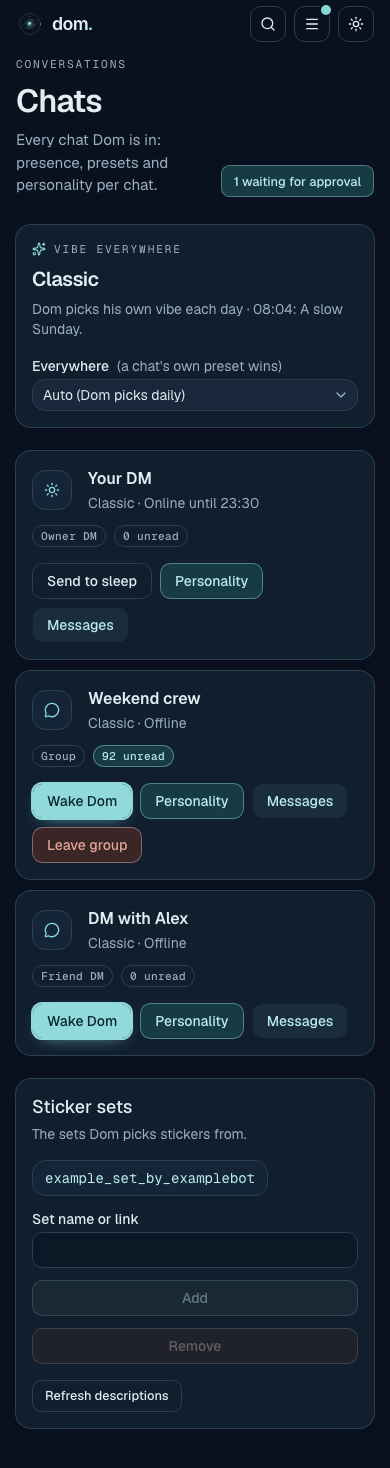 dom.
CONVERSATIONS
Chats
Every chat Dom is in:
presence, presets and
personality per chat.
1 waiting for approval
VIBE EVERYWHERE
Classic
Dom picks his own vibe each day · 08:04: A slow
Sunday.
Everywhere (a chat's own preset wins)
Auto (Dom picks daily)
Your DM
Classic · Online until 23:30
Owner DM 0 unread
Send to sleep Personality
Messages
Weekend crew
Classic · Offline
Group 92 unread
Wake Dom Personality Messages
Leave group
DM with Alex
Classic · Offline
Friend DM 0 unread
Wake Dom Personality Messages
Sticker sets
The sets Dom picks stickers from.
example_set_by_examplebot
Set name or link
Add
Remove
Refresh descriptions